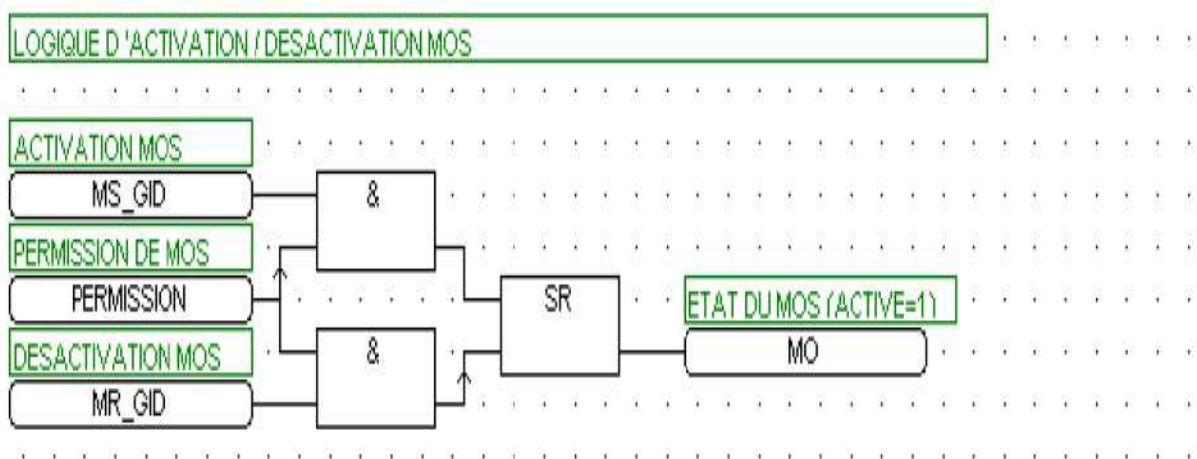 LOGIQUE D 'ACTIVATION / DESACTIVATION MOS
ACTIVATION MOS
MS_GID
&
PERMISSION DE MOS
PERMISSION
SR
ETAT DU MOS (ACTIVE=1)
DESACTIVATION MOS
&
MO
MR_GID